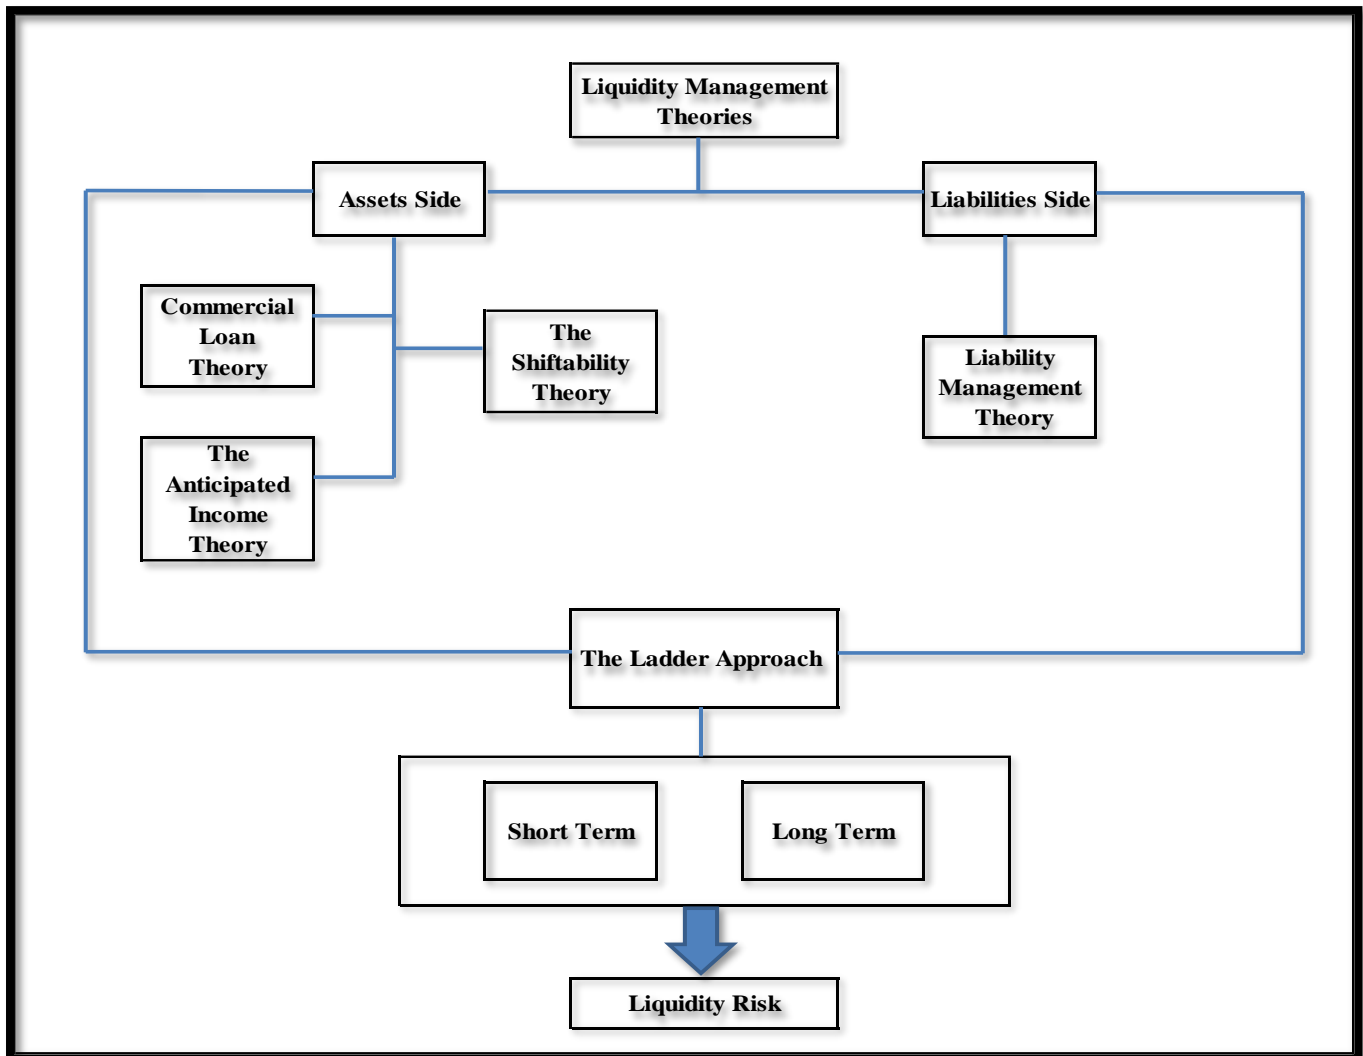 Liquidity Management
Theories
Assets Side
Liabilities Side
Commercial
Loan
Theory
The
Shiftability
Theory
Liability
Management
Theory
The
Anticipated
Income
Theory
The Ladder Approach
Short Term
Long Term
Liquidity Risk